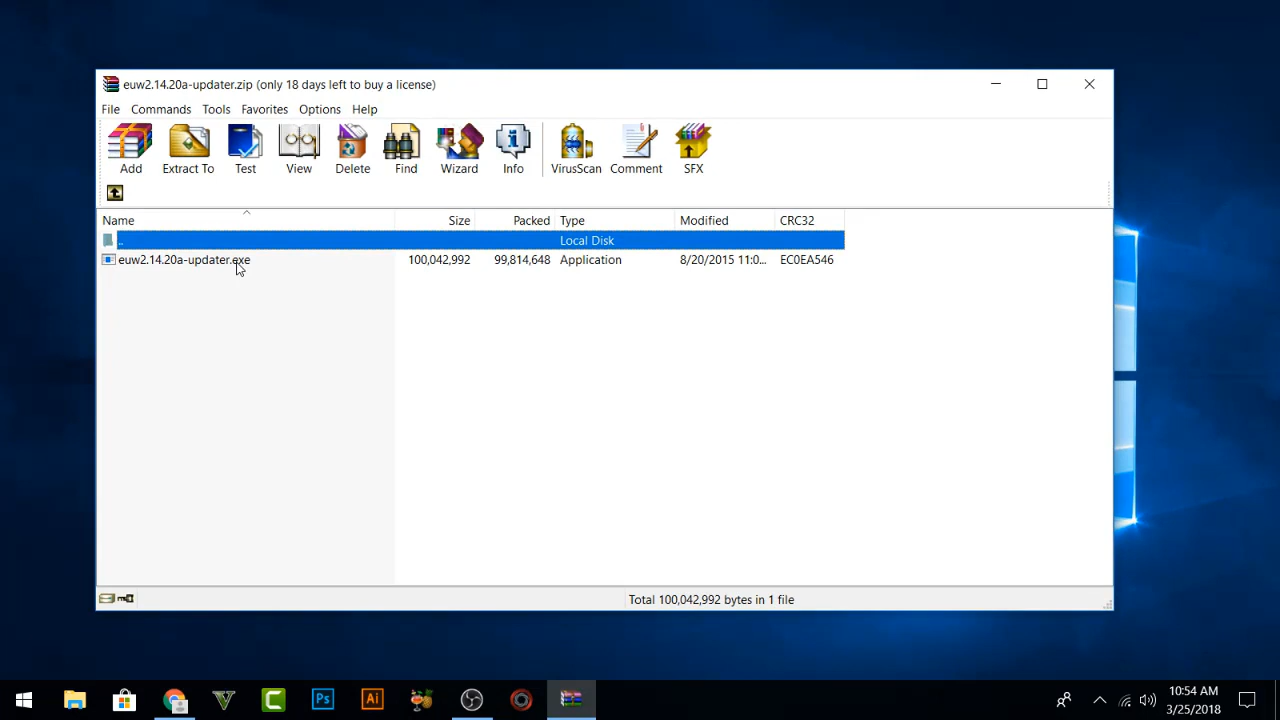 euw2.14.20a-updater.zip (only 18 days left to buy a license)
File Commands Tools Favorites Options Help
Add Extract To Test View Delete Find Wizard Info VirusScan Comment SFX
Name Size Packed Type Modified CRC32
.. Local Disk
euw2.14.20a-updater.exe 100,042,992 99,814,648 Application 8/20/2015 11:0... EC0EA546
Total 100,042,992 bytes in 1 file
Ps Ai
10:54 AM
3/25/2018